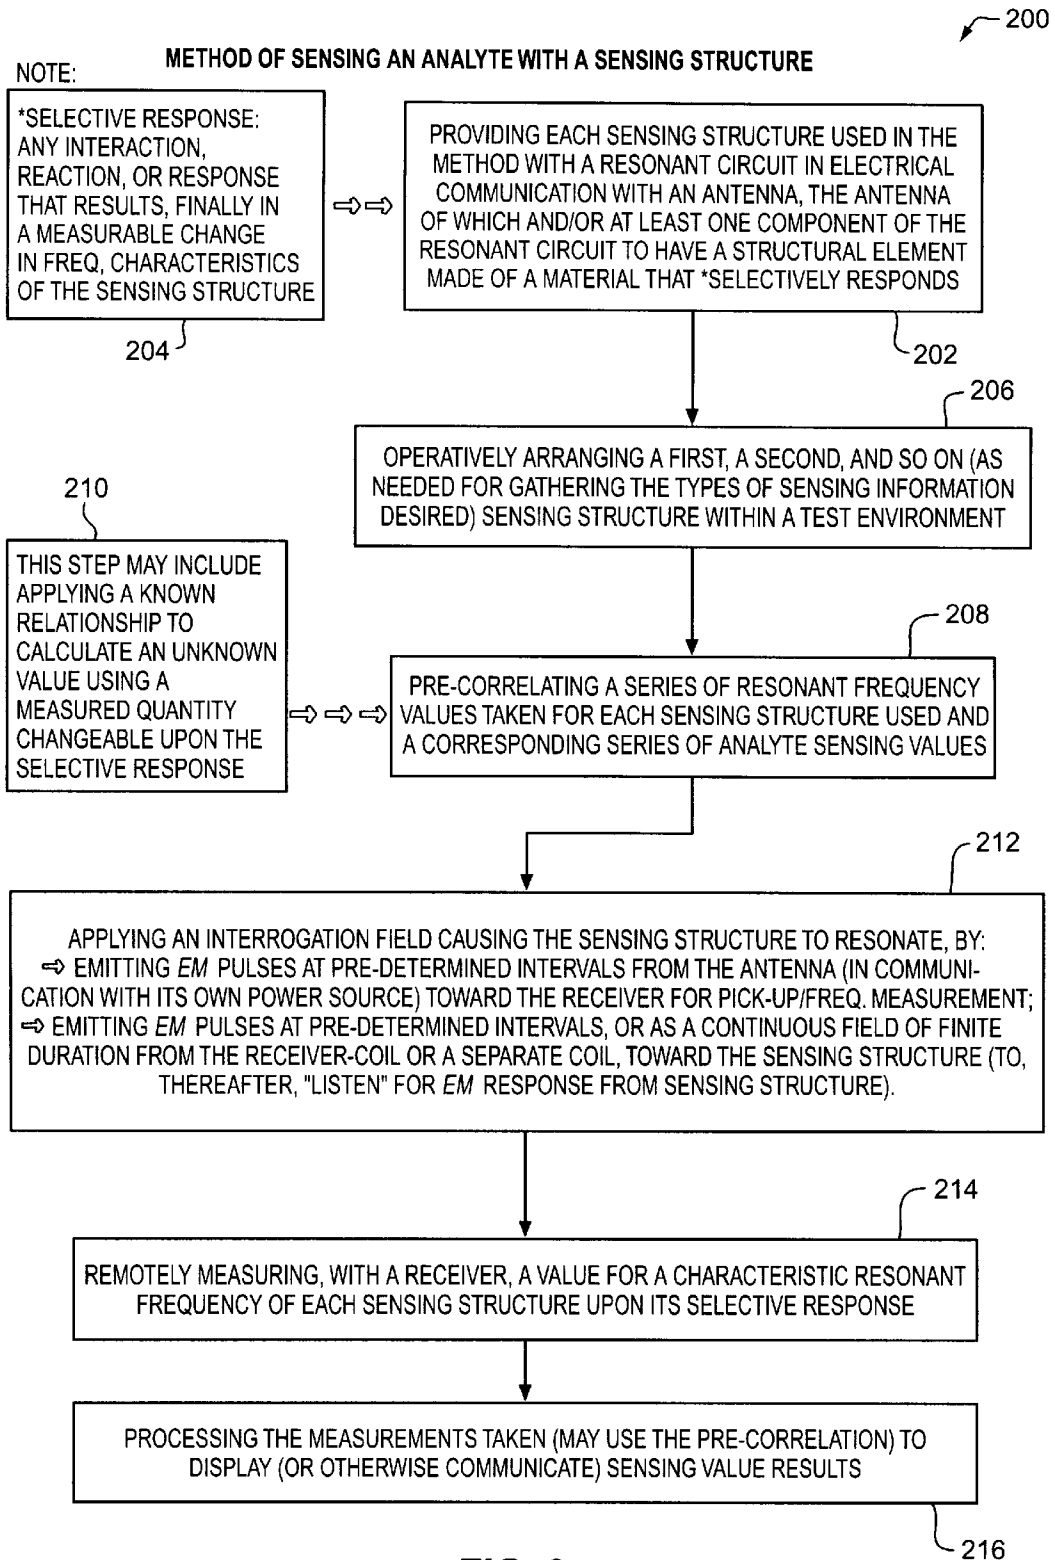 200
METHOD OF SENSING AN ANALYTE WITH A SENSING STRUCTURE
NOTE:
*SELECTIVE RESPONSE:
ANY INTERACTION,
REACTION, OR RESPONSE
THAT RESULTS, FINALLY IN
A MEASURABLE CHANGE
IN FREQ, CHARACTERISTICS
OF THE SENSING STRUCTURE
204
PROVIDING EACH SENSING STRUCTURE USED IN THE
METHOD WITH A RESONANT CIRCUIT IN ELECTRICAL
COMMUNICATION WITH AN ANTENNA, THE ANTENNA
OF WHICH AND/OR AT LEAST ONE COMPONENT OF THE
RESONANT CIRCUIT TO HAVE A STRUCTURAL ELEMENT
MADE OF A MATERIAL THAT *SELECTIVELY RESPONDS
202
206
OPERATIVELY ARRANGING A FIRST, A SECOND, AND SO ON (AS
NEEDED FOR GATHERING THE TYPES OF SENSING INFORMATION
DESIRED) SENSING STRUCTURE WITHIN A TEST ENVIRONMENT
210
THIS STEP MAY INCLUDE
APPLYING A KNOWN
RELATIONSHIP TO
CALCULATE AN UNKNOWN
VALUE USING A
MEASURED QUANTITY
CHANGEABLE UPON THE
SELECTIVE RESPONSE
208
PRE-CORRELATING A SERIES OF RESONANT FREQUENCY
VALUES TAKEN FOR EACH SENSING STRUCTURE USED AND
A CORRESPONDING SERIES OF ANALYTE SENSING VALUES
212
APPLYING AN INTERROGATION FIELD CAUSING THE SENSING STRUCTURE TO RESONATE, BY:
⇨ EMITTING EM PULSES AT PRE-DETERMINED INTERVALS FROM THE ANTENNA (IN COMMUNI-
CATION WITH ITS OWN POWER SOURCE) TOWARD THE RECEIVER FOR PICK-UP/FREQ. MEASUREMENT;
⇨ EMITTING EM PULSES AT PRE-DETERMINED INTERVALS, OR AS A CONTINUOUS FIELD OF FINITE
DURATION FROM THE RECEIVER-COIL OR A SEPARATE COIL, TOWARD THE SENSING STRUCTURE (TO,
THEREAFTER, "LISTEN" FOR EM RESPONSE FROM SENSING STRUCTURE).
214
REMOTELY MEASURING, WITH A RECEIVER, A VALUE FOR A CHARACTERISTIC RESONANT
FREQUENCY OF EACH SENSING STRUCTURE UPON ITS SELECTIVE RESPONSE
PROCESSING THE MEASUREMENTS TAKEN (MAY USE THE PRE-CORRELATION) TO
DISPLAY (OR OTHERWISE COMMUNICATE) SENSING VALUE RESULTS
216